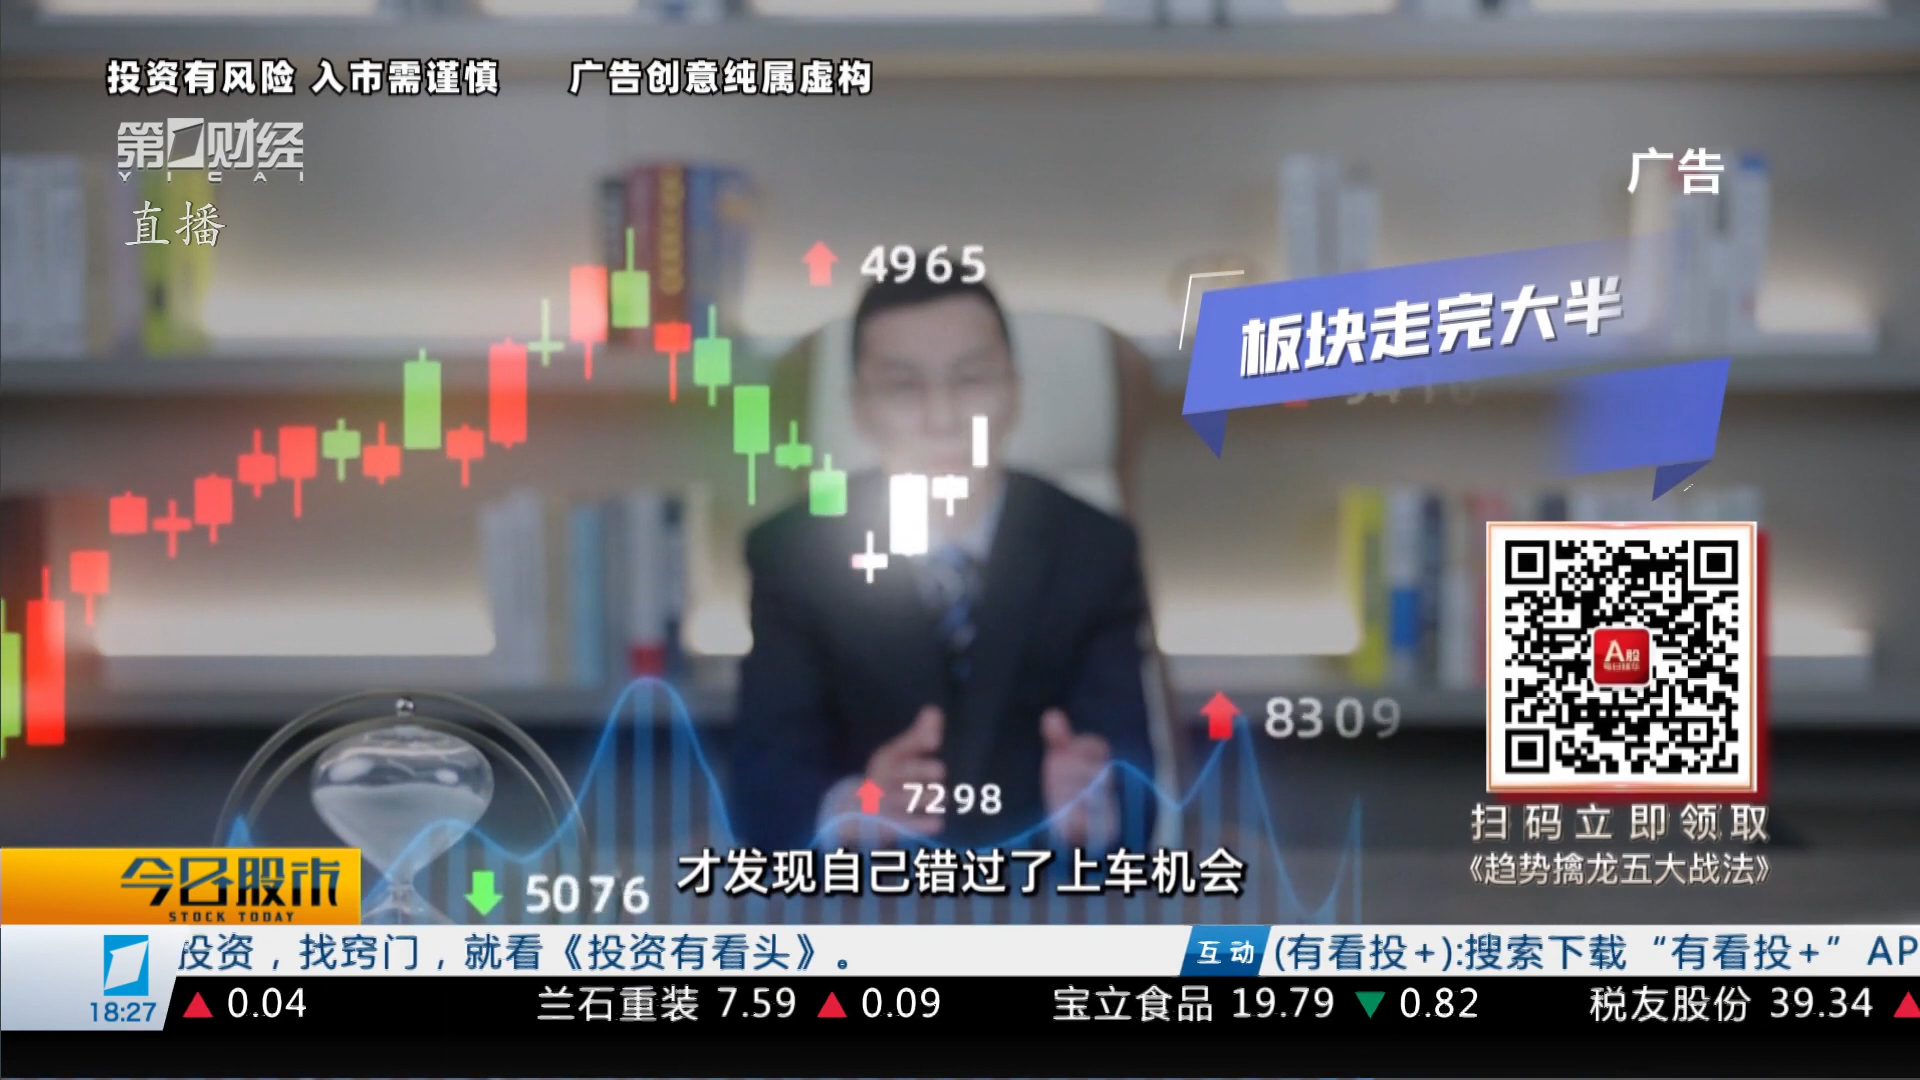 投资有风险 入市需谨慎 广告创意纯属虚构
第一财经
YICAI
直播
广告
4965
板块走完大半
8309
7298
5076
A股
扫码立即领取
《趋势擒龙五大战法》
才发现自己错过了上车机会
今日股市
STOCK TODAY
投资，找窍门，就看《投资有看头》。 互动 (有看投+):搜索下载“有看投+” AP
18:27
▲ 0.04 兰石重装 7.59 ▲ 0.09 宝立食品 19.79 ▼ 0.82 税友股份 39.34 ▲